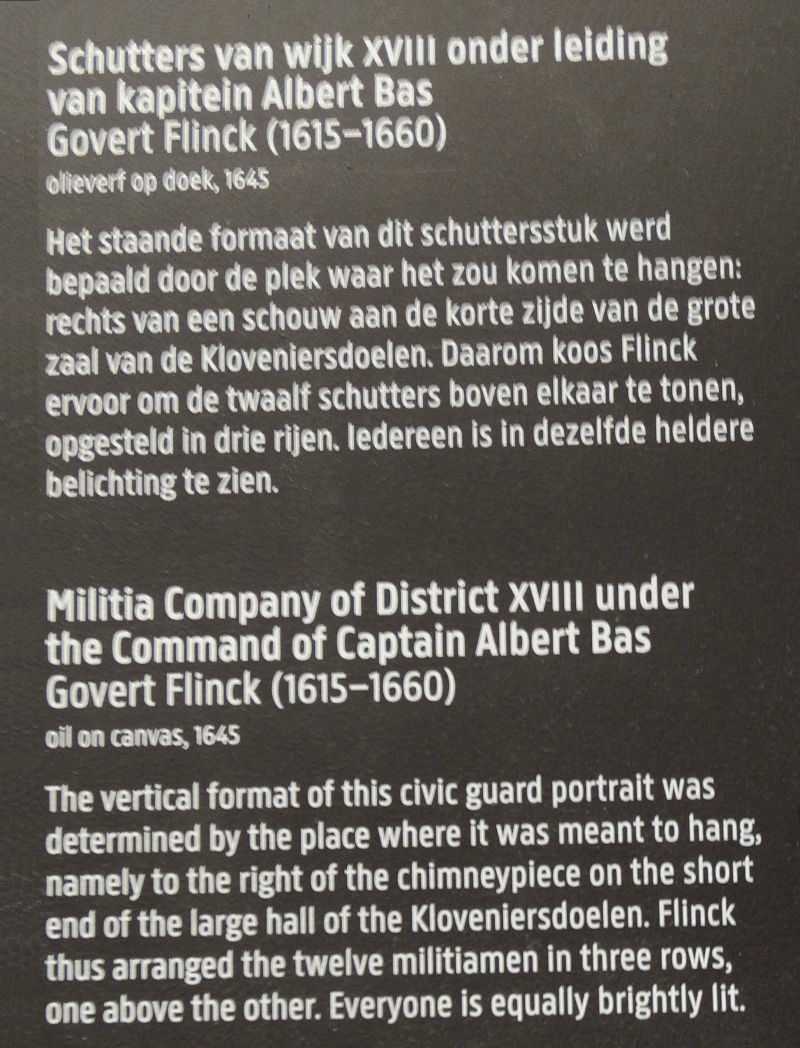 Schutters van wijk XVIII onder leiding
van kapitein Albert Bas
Govert Flinck (1615–1660)
olieverf op doek, 1645
Het staande formaat van dit schuttersstuk werd
bepaald door de plek waar het zou komen te hangen:
rechts van een schouw aan de korte zijde van de grote
zaal van de Kloveniersdoelen. Daarom koos Flinck
ervoor om de twaalf schutters boven elkaar te tonen,
opgesteld in drie rijen. Iedereen is in dezelfde heldere
belichting te zien.
Militia Company of District XVIII under
the Command of Captain Albert Bas
Govert Flinck (1615–1660)
oil on canvas, 1645
The vertical format of this civic guard portrait was
determined by the place where it was meant to hang,
namely to the right of the chimneypiece on the short
end of the large hall of the Kloveniersdoelen. Flinck
thus arranged the twelve militiamen in three rows,
one above the other. Everyone is equally brightly lit.